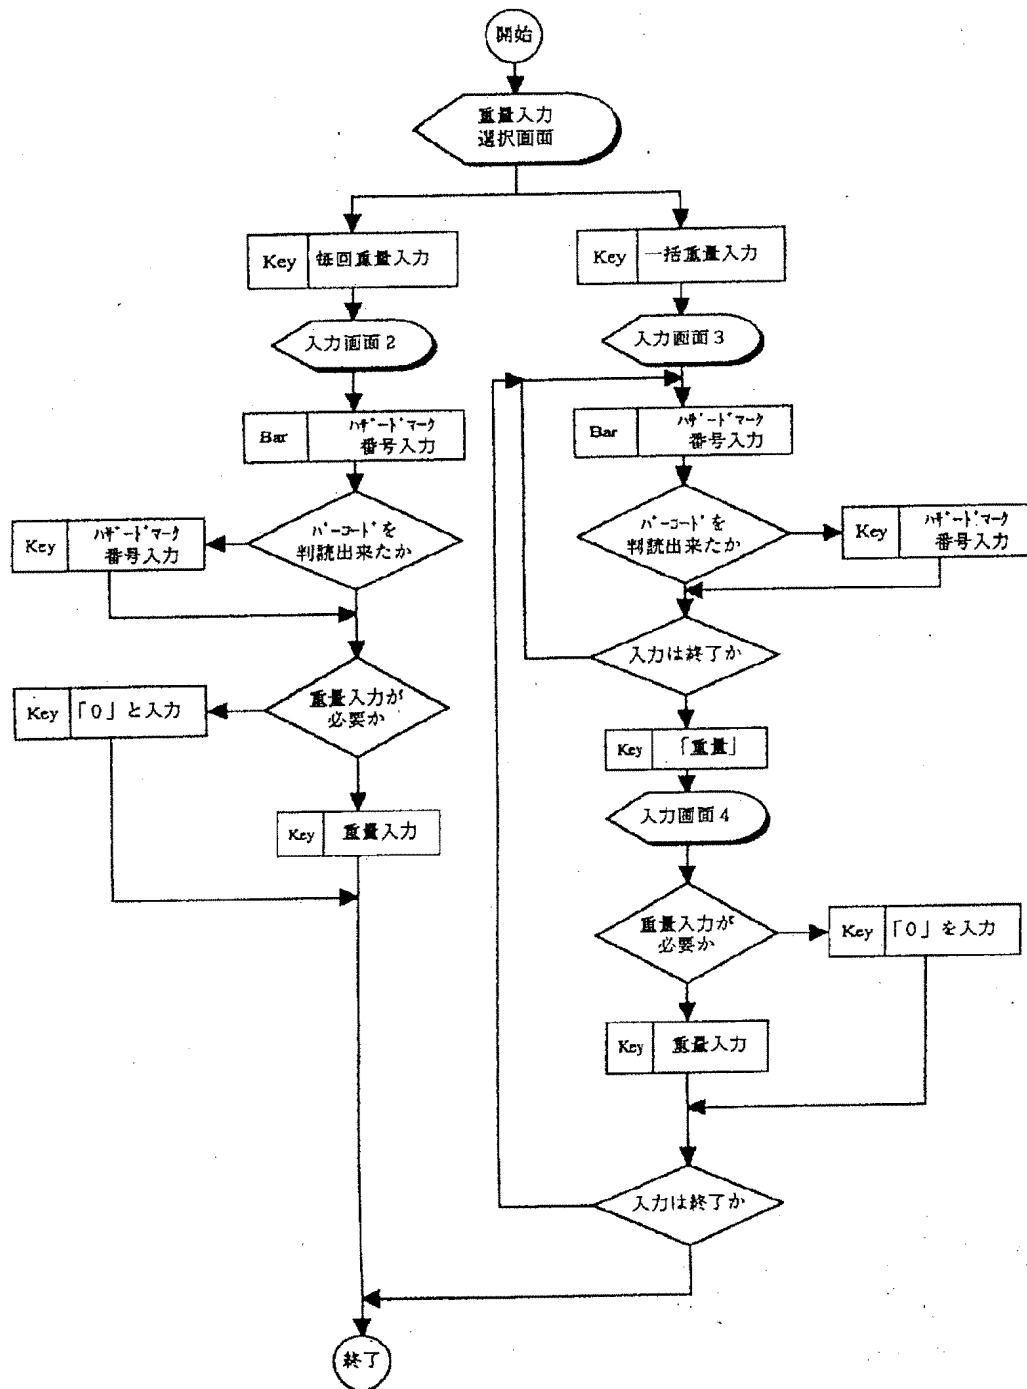 開始
重量入力
選択画面
Key 毎回重量入力
Key 一括重量入力
入力画面2
入力画面3
Bar ﾊｻﾞｰﾄﾞﾏｰｸ
番号入力
Bar ﾊｻﾞｰﾄﾞﾏｰｸ
番号入力
ﾊﾞｰｺｰﾄﾞを
判読出来たか
Key ﾊｻﾞｰﾄﾞﾏｰｸ
番号入力
ﾊﾞｰｺｰﾄﾞを
判読出来たか
Key ﾊｻﾞｰﾄﾞﾏｰｸ
番号入力
入力は終了か
重量入力が
必要か
Key 「0」と入力
Key 「重量」
Key 重量入力
入力画面4
重量入力が
必要か
Key 「0」を入力
Key 重量入力
入力は終了か
終了